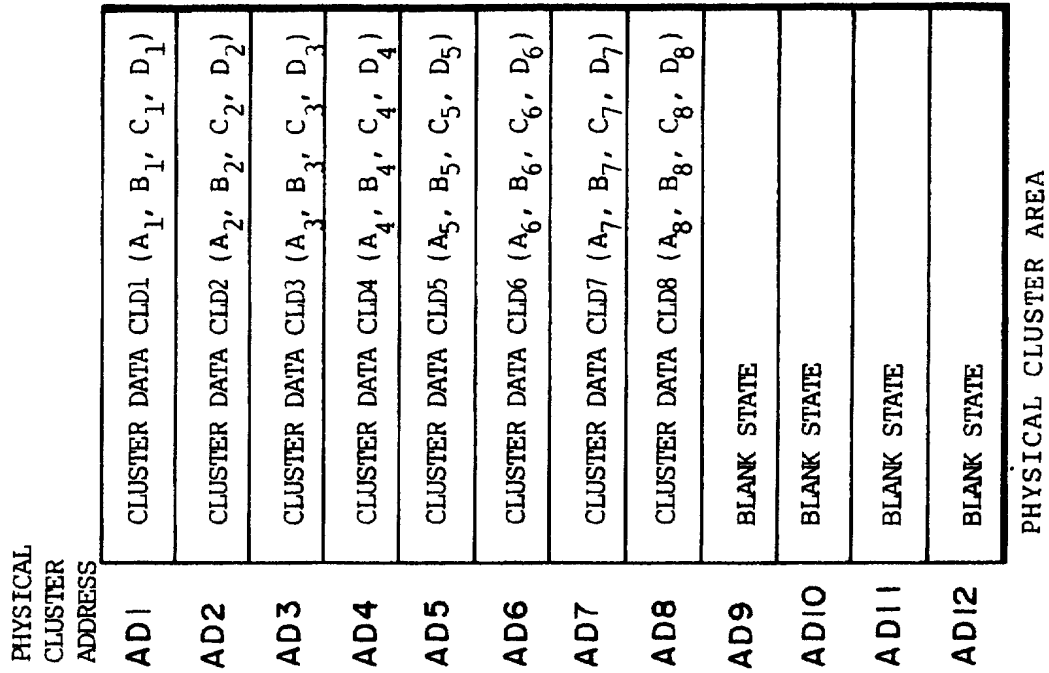 PHYSICAL
CLUSTER
ADDRESS
AD1 CLUSTER DATA CLD1 (A₁, B₁, C₁, D₁)
AD2 CLUSTER DATA CLD2 (A₂, B₂, C₂, D₂)
AD3 CLUSTER DATA CLD3 (A₃, B₃, C₃, D₃)
AD4 CLUSTER DATA CLD4 (A₄, B₄, C₄, D₄)
AD5 CLUSTER DATA CLD5 (A₅, B₅, C₅, D₅)
AD6 CLUSTER DATA CLD6 (A₆, B₆, C₆, D₆)
AD7 CLUSTER DATA CLD7 (A₇, B₇, C₇, D₇)
AD8 CLUSTER DATA CLD8 (A₈, B₈, C₈, D₈)
AD9 BLANK STATE
AD10 BLANK STATE
AD11 BLANK STATE
AD12 BLANK STATE
PHYSICAL CLUSTER AREA